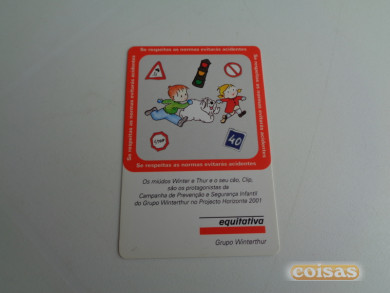 Se respeitas as normas evitarás acidentes
Se respeitas as normas evitarás acidentes
Se respeitas as normas evitarás acidentes
STOP
40
Se respeitas as normas evitarás acidentes
Os miúdos Winter e Thur e o seu cão, Clip,
são os protagonistas da
Campanha de Prevenção e Segurança Infantil
do Grupo Winterthur no Projecto Horizonte 2001
equitativa
Grupo Winterthur
coisas